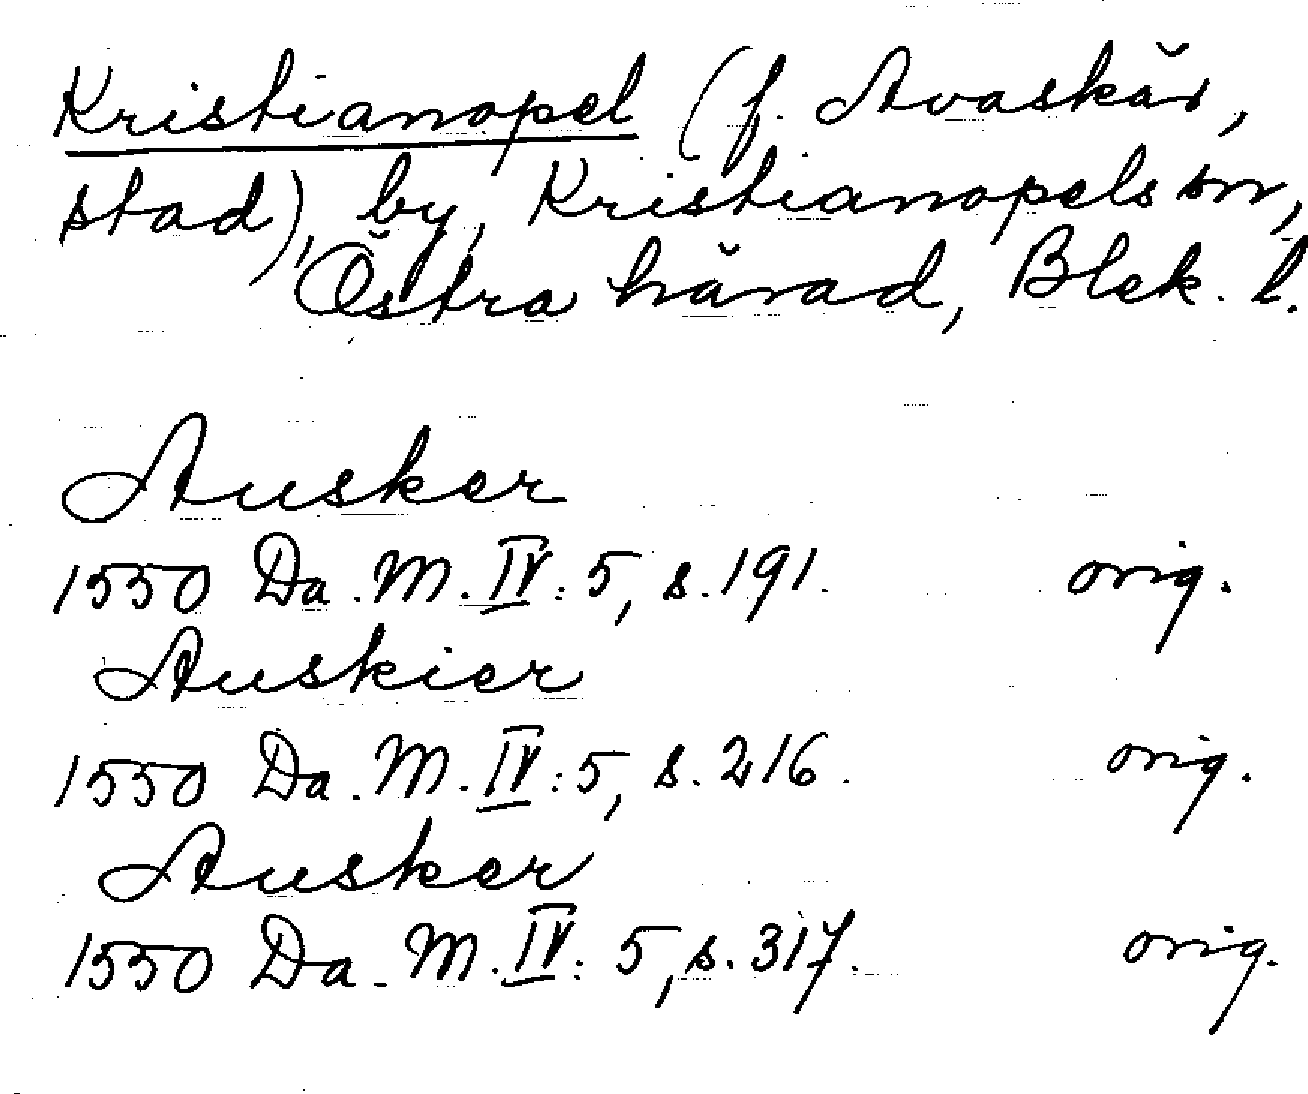 Kristianopel (f. Avaskär,
stad), by, Kristianopels sn,
Östra härad, Blek. l.
Ausker
1550 Da. M. IV: 5, s. 191. orig.
Auskier
1550 Da. M. IV: 5, s. 216. orig.
Ausker
1550 Da. M. IV: 5, s. 317. orig.